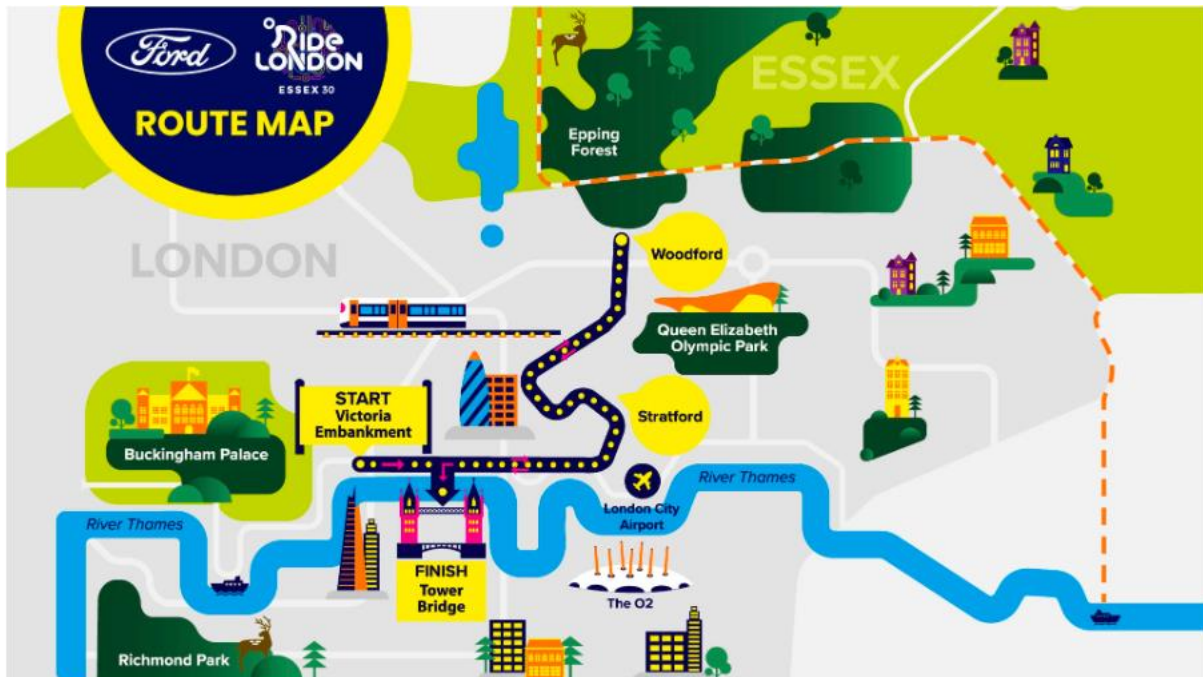 Ford
RIDE
LONDON
ESSEX 30
ROUTE MAP
ESSEX
Epping
Forest
LONDON
Woodford
Queen Elizabeth
Olympic Park
START
Victoria
Embankment
Stratford
Buckingham Palace
River Thames
London City
Airport
River Thames
FINISH
Tower
Bridge
The O2
Richmond Park